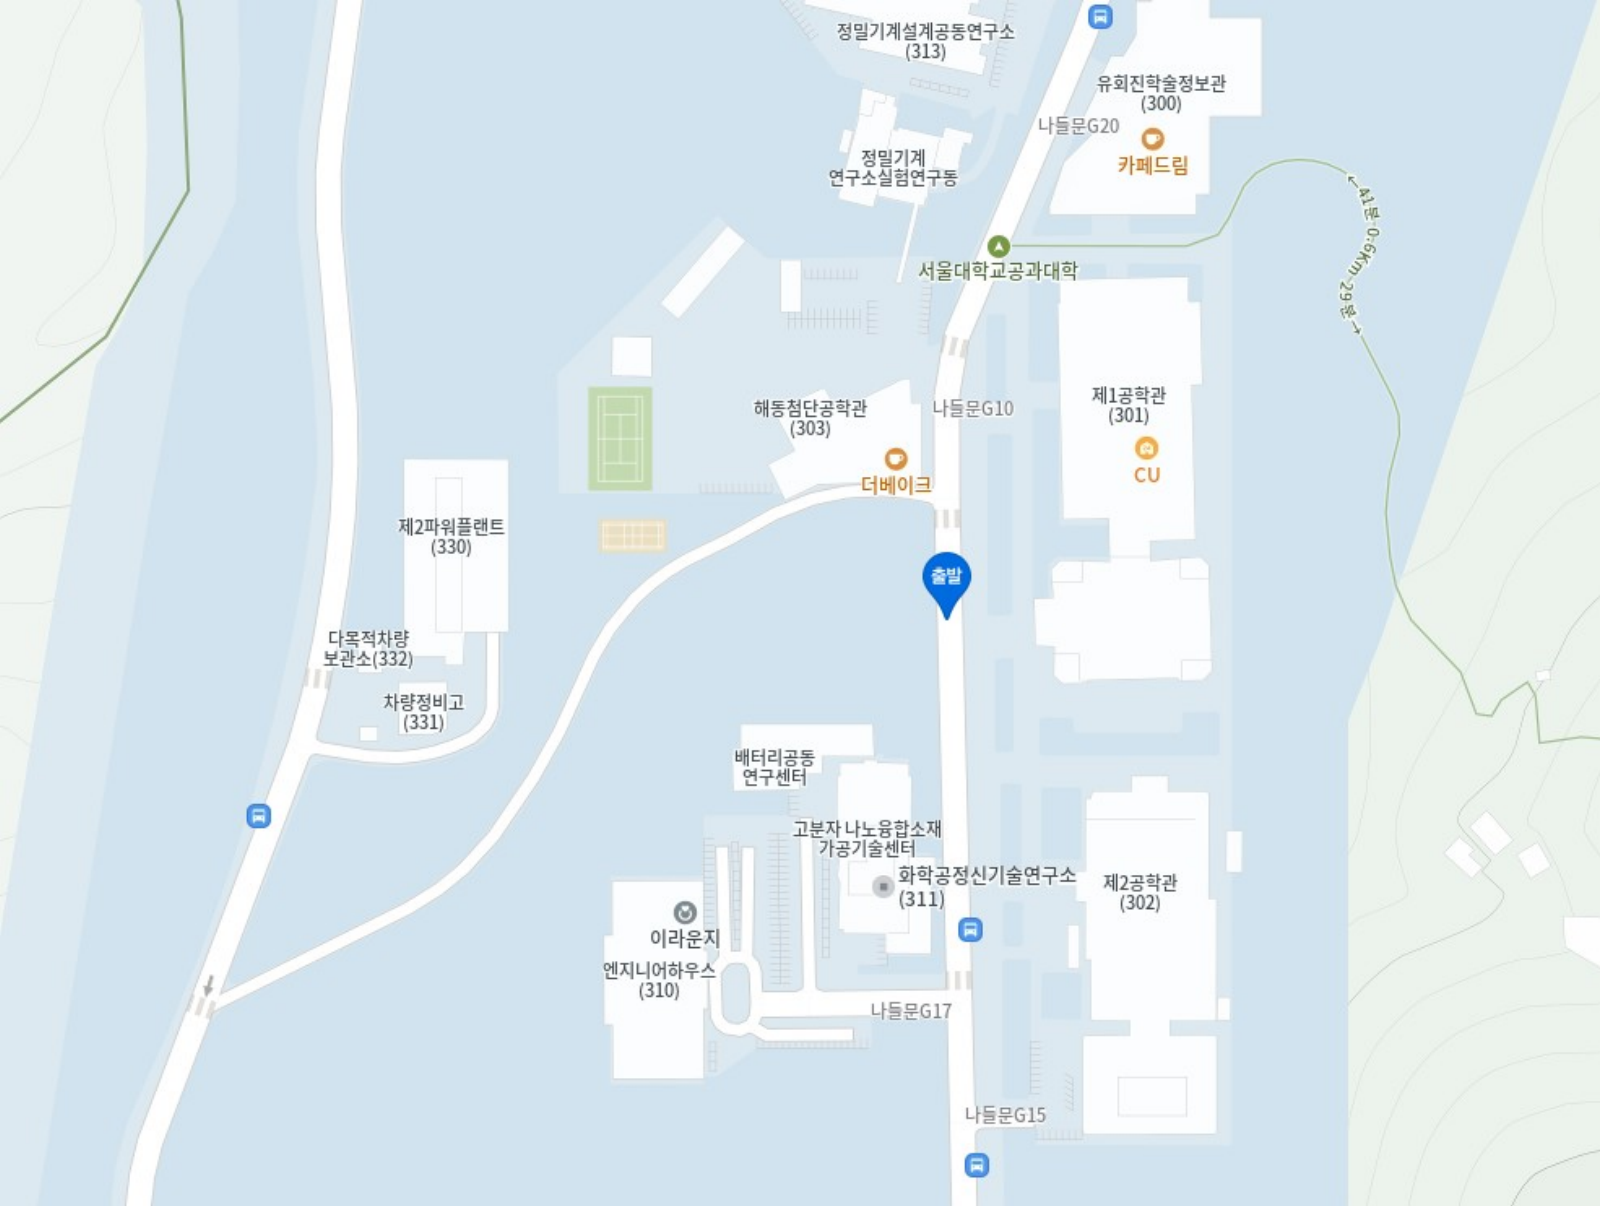 정밀기계설계공동연구소
(313)
유회진학술정보관
(300)
나들문G20
카페드림
정밀기계
연구소실험연구동
←41분 0.6Km 29분→
서울대학교공과대학
해동첨단공학관
(303)
나들문G10
제1공학관
(301)
더베이크
CU
제2파워플랜트
(330)
출발
다목적차량
보관소(332)
차량정비고
(331)
배터리공동
연구센터
고분자 나노융합소재
가공기술센터
화학공정신기술연구소
(311)
제2공학관
(302)
이라운지
엔지니어하우스
(310)
나들문G17
나들문G15